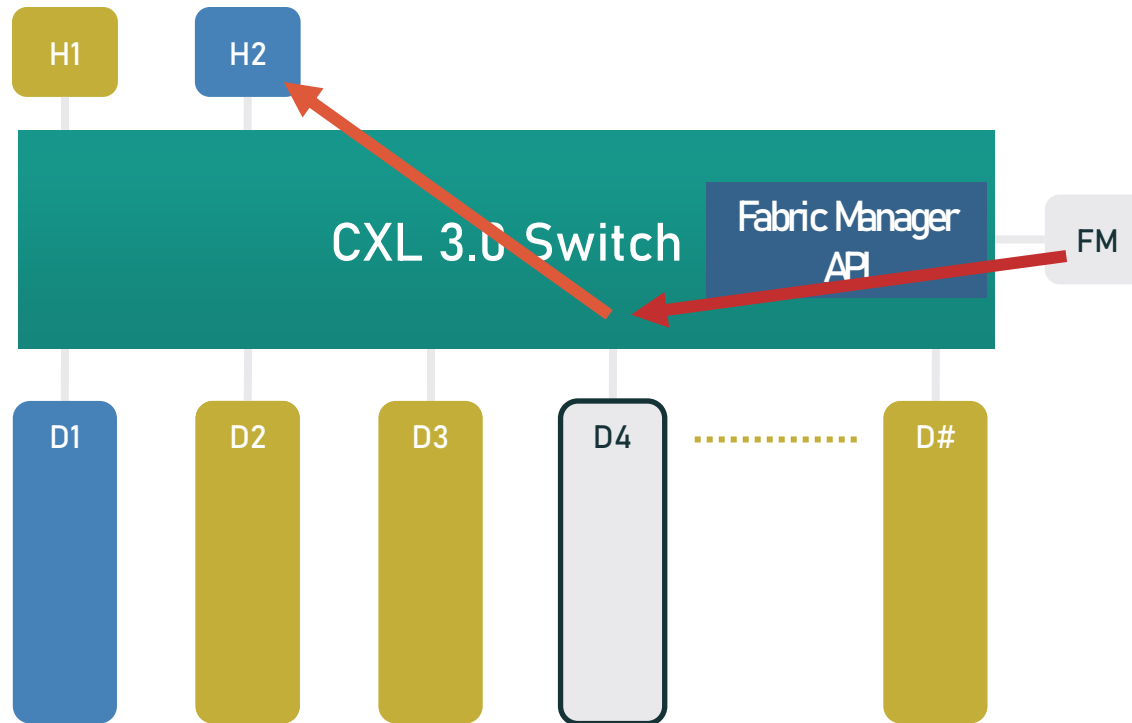 H1
H2
CXL 3.0 Switch
Fabric Manager
API
FM
D1
D2
D3
D4
D#